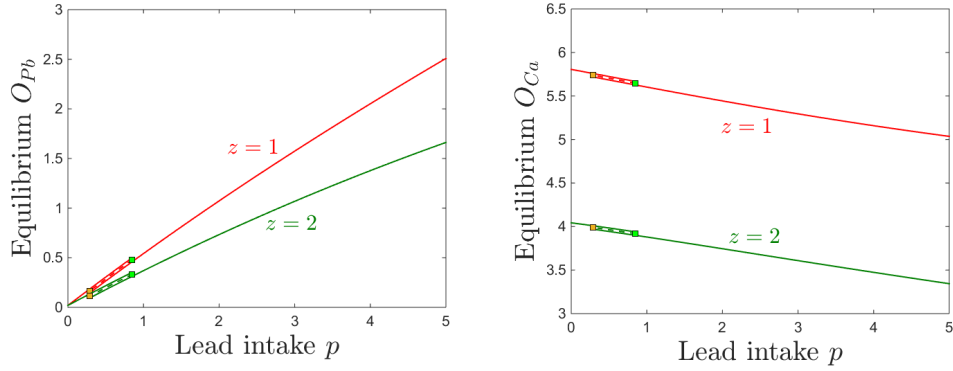 3
2.5
2
1.5
1
0.5
0
Equilibrium O_{Pb}
z = 1
z = 2
0 1 2 3 4 5
Lead intake p
6.5
6
5.5
5
4.5
4
3.5
3
Equilibrium O_{Ca}
z = 1
z = 2
0 1 2 3 4 5
Lead intake p